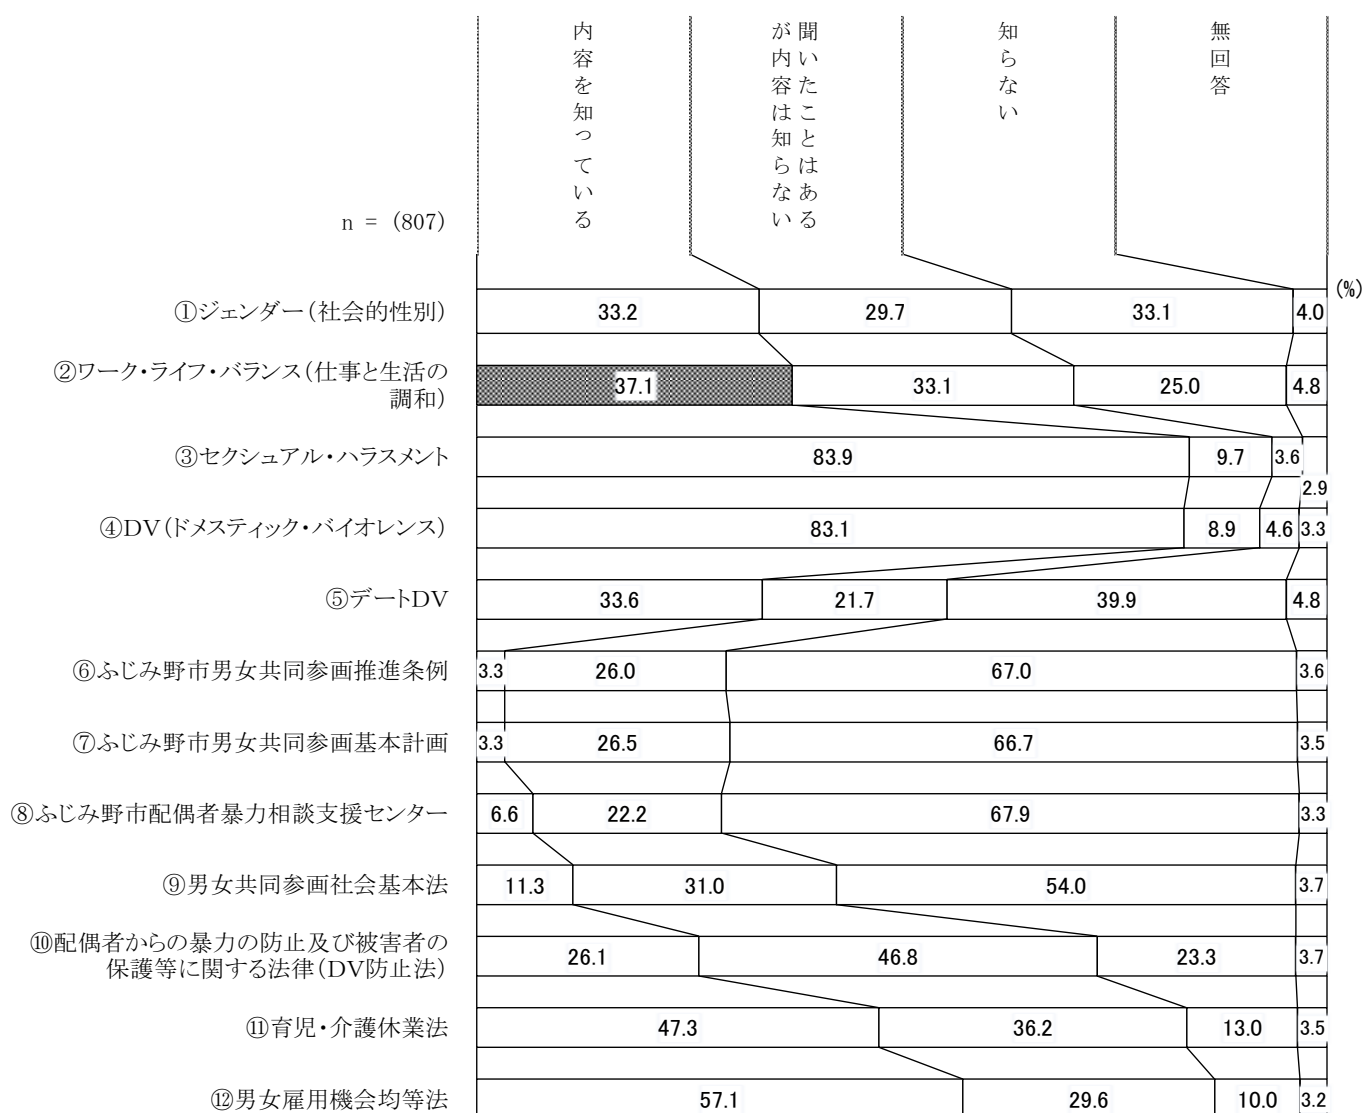 内容を知っている
聞いたことはある
が内容は知らない
知らない
無回答
n = (807)
(%)
①ジェンダー(社会的性別)
33.2 29.7 33.1 4.0
②ワーク・ライフ・バランス(仕事と生活の
調和)
37.1 33.1 25.0 4.8
③セクシュアル・ハラスメント
83.9 9.7 3.6
2.9
④DV(ドメスティック・バイオレンス)
83.1 8.9 4.6 3.3
⑤デートDV
33.6 21.7 39.9 4.8
⑥ふじみ野市男女共同参画推進条例
3.3 26.0 67.0 3.6
⑦ふじみ野市男女共同参画基本計画
3.3 26.5 66.7 3.5
⑧ふじみ野市配偶者暴力相談支援センター
6.6 22.2 67.9 3.3
⑨男女共同参画社会基本法
11.3 31.0 54.0 3.7
⑩配偶者からの暴力の防止及び被害者の
保護等に関する法律(DV防止法)
26.1 46.8 23.3 3.7
⑪育児・介護休業法
47.3 36.2 13.0 3.5
⑫男女雇用機会均等法
57.1 29.6 10.0 3.2